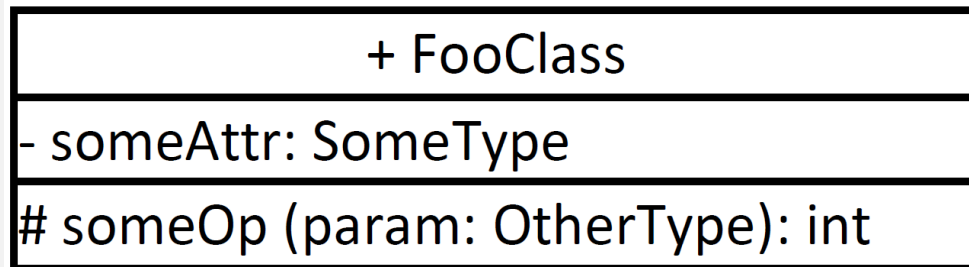 + FooClass
- someAttr: SomeType
# someOp (param: OtherType): int